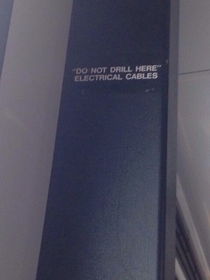 "DO NOT DRILL HERE"
ELECTRICAL CABLES